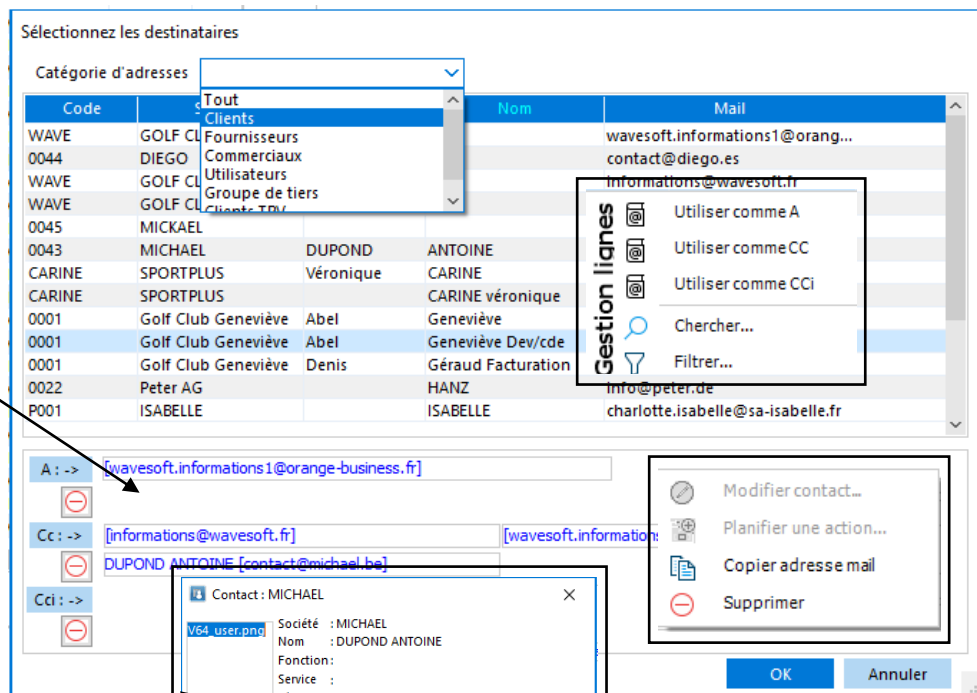 Sélectionnez les destinataires
Catégorie d'adresses
Tout
Clients
Fournisseurs
Commerciaux
Utilisateurs
Groupe de tiers
Clients TPV
Code Nom Mail
WAVE GOLF CL wavesoft.informations1@orang...
0044 DIEGO contact@diego.es
WAVE GOLF CL informations@wavesoft.fr
WAVE GOLF CL
0045 MICKAEL
0043 MICHAEL DUPOND ANTOINE
CARINE SPORTPLUS Véronique CARINE
CARINE SPORTPLUS CARINE véronique
0001 Golf Club Geneviève Abel Geneviève
0001 Golf Club Geneviève Abel Geneviève Dev/cde
0001 Golf Club Geneviève Denis Géraud Facturation
0022 Peter AG HANZ info@peter.de
P001 ISABELLE ISABELLE charlotte.isabelle@sa-isabelle.fr
Gestion lignes
Utiliser comme A
Utiliser comme CC
Utiliser comme CCi
Chercher...
Filtrer...
A : -> [wavesoft.informations1@orange-business.fr]
Cc : -> [informations@wavesoft.fr] [wavesoft.information
DUPOND ANTOINE [contact@michael.be]
Cci : ->
Modifier contact...
Planifier une action...
Copier adresse mail
Supprimer
Contact : MICHAEL
V64_user.png
Société : MICHAEL
Nom : DUPOND ANTOINE
Fonction :
Service :
OK Annuler